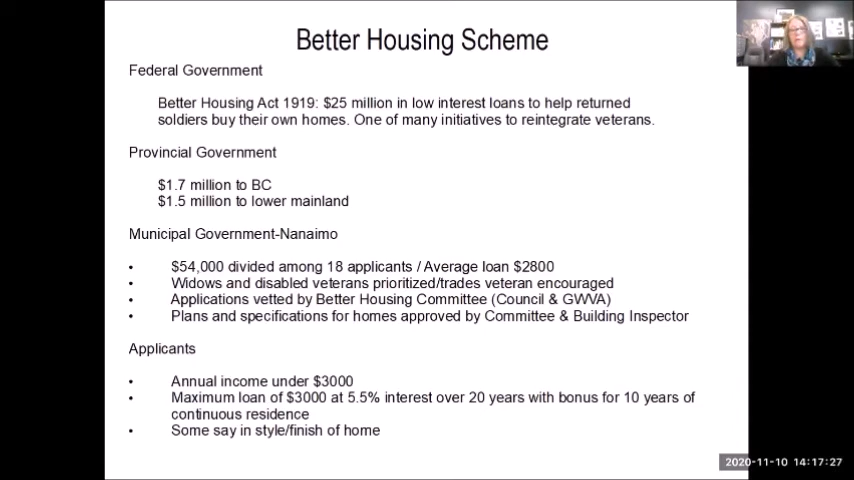 Better Housing Scheme
Federal Government
Better Housing Act 1919: $25 million in low interest loans to help returned
soldiers buy their own homes. One of many initiatives to reintegrate veterans.
Provincial Government
$1.7 million to BC
$1.5 million to lower mainland
Municipal Government-Nanaimo
• $54,000 divided among 18 applicants / Average loan $2800
• Widows and disabled veterans prioritized/trades veteran encouraged
• Applications vetted by Better Housing Committee (Council & GWVA)
• Plans and specifications for homes approved by Committee & Building Inspector
Applicants
• Annual income under $3000
• Maximum loan of $3000 at 5.5% interest over 20 years with bonus for 10 years of
continuous residence
• Some say in style/finish of home
2020-11-10 14:17:27